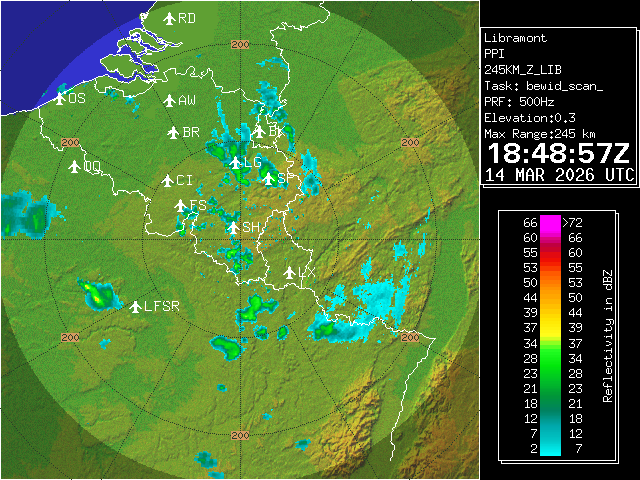 RD
200
OS
AW
BR
BK
200
200
QQ
LG
CI
SP
FS
SH
LX
LFSR
200
200
200
Libramont
PPI
245KM_Z_LIB
Task: bewid_scan_
PRF: 500Hz
Elevation:0.3
Max Range:245 km
18:48:57Z
14 MAR 2026 UTC
66 >72
60 66
55 60
53 55
50 53
44 50
39 44
37 39
34 37
28 34
23 28
21 23
18 21
12 18
7 12
2 7
Reflectivity in dBZ